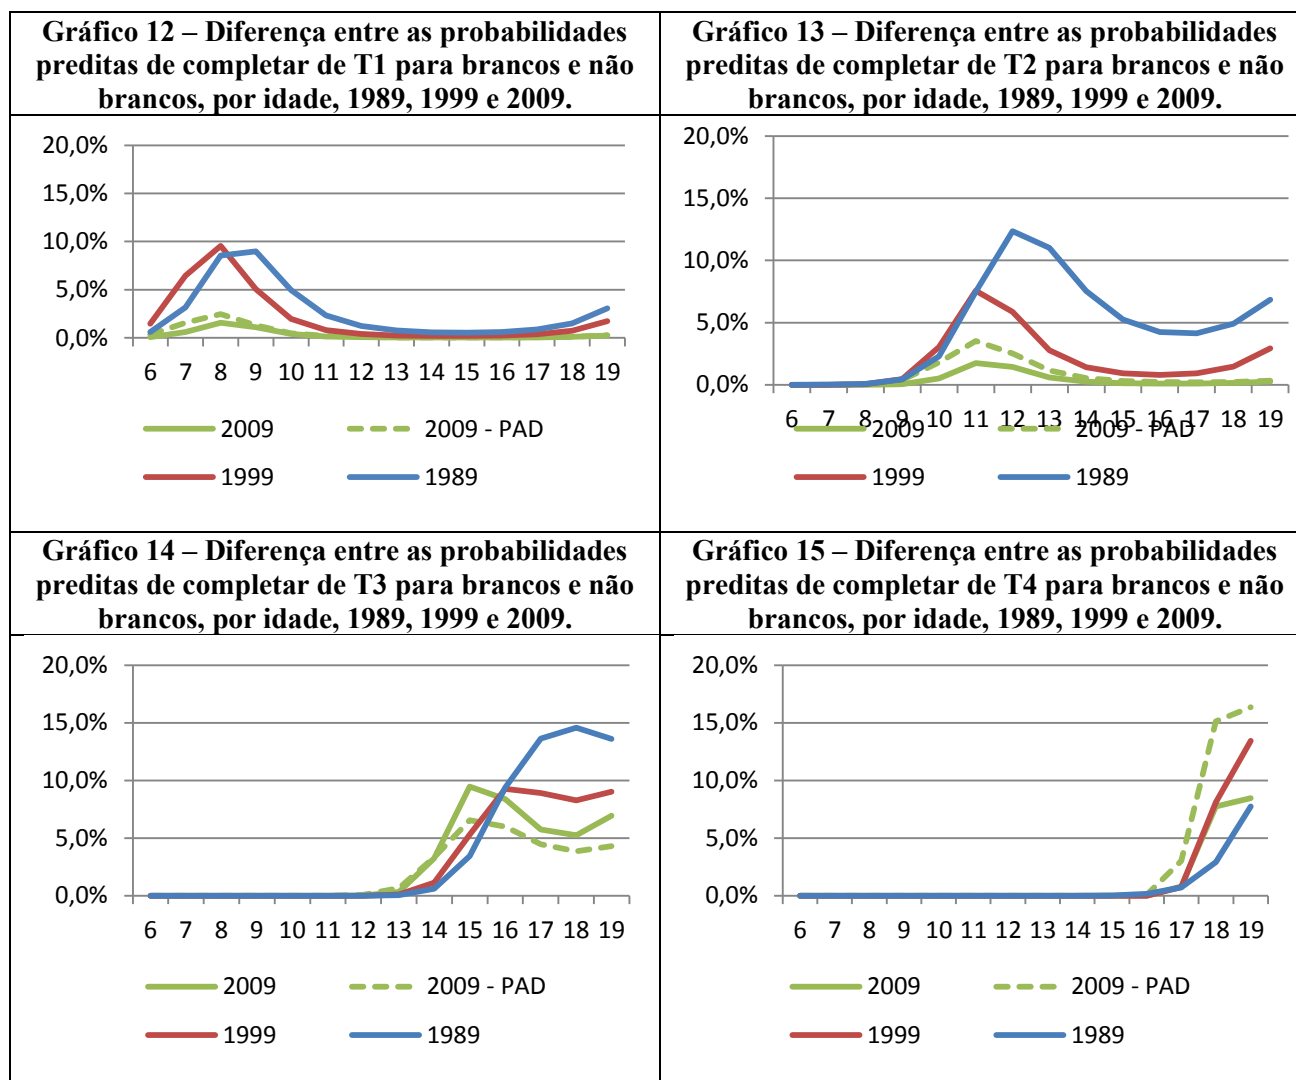 Gráfico 12 – Diferença entre as probabilidades
preditas de completar de T1 para brancos e não
brancos, por idade, 1989, 1999 e 2009.
20,0%
15,0%
10,0%
5,0%
0,0%
6 7 8 9 10 11 12 13 14 15 16 17 18 19
2009 2009 - PAD
1999 1989
Gráfico 13 – Diferença entre as probabilidades
preditas de completar de T2 para brancos e não
brancos, por idade, 1989, 1999 e 2009.
20,0%
15,0%
10,0%
5,0%
0,0%
6 7 8 9 10 11 12 13 14 15 16 17 18 19
2009 2009 - PAD
1999 1989
Gráfico 14 – Diferença entre as probabilidades
preditas de completar de T3 para brancos e não
brancos, por idade, 1989, 1999 e 2009.
20,0%
15,0%
10,0%
5,0%
0,0%
6 7 8 9 10 11 12 13 14 15 16 17 18 19
2009 2009 - PAD
1999 1989
Gráfico 15 – Diferença entre as probabilidades
preditas de completar de T4 para brancos e não
brancos, por idade, 1989, 1999 e 2009.
20,0%
15,0%
10,0%
5,0%
0,0%
6 7 8 9 10 11 12 13 14 15 16 17 18 19
2009 2009 - PAD
1999 1989